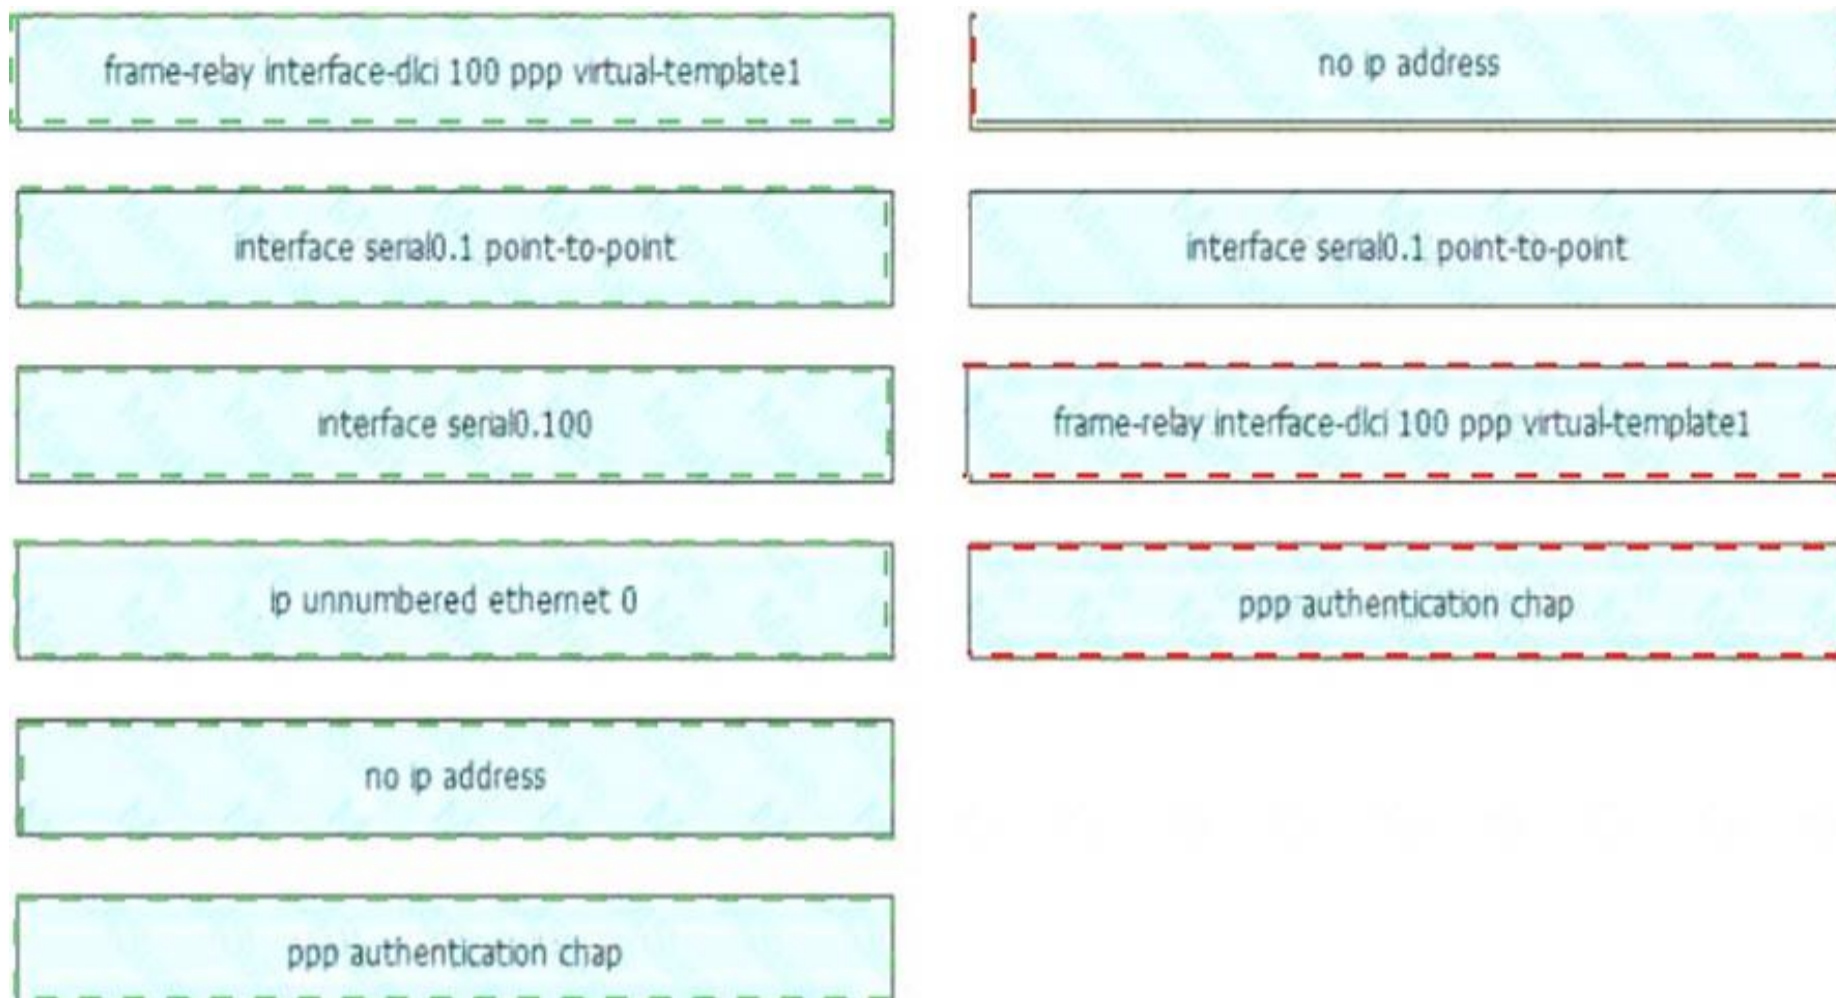 frame-relay interface-dlci 100 ppp virtual-template1
interface serial0.1 point-to-point
interface serial0.100
ip unnumbered ethernet 0
no ip address
ppp authentication chap
no ip address
interface serial0.1 point-to-point
frame-relay interface-dlci 100 ppp virtual-template1
ppp authentication chap